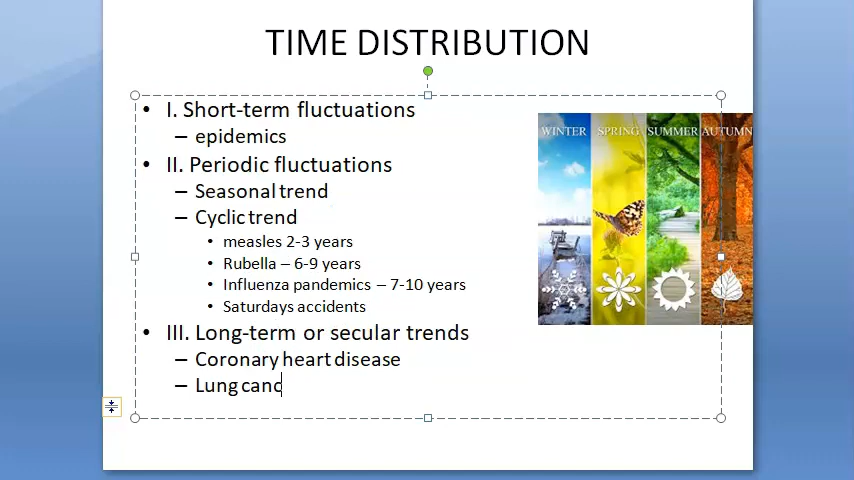 TIME DISTRIBUTION
• I. Short-term fluctuations
– epidemics
• II. Periodic fluctuations
– Seasonal trend
– Cyclic trend
• measles 2-3 years
• Rubella – 6-9 years
• Influenza pandemics – 7-10 years
• Saturdays accidents
• III. Long-term or secular trends
– Coronary heart disease
– Lung canc
WINTER SPRING SUMMER AUTUMN